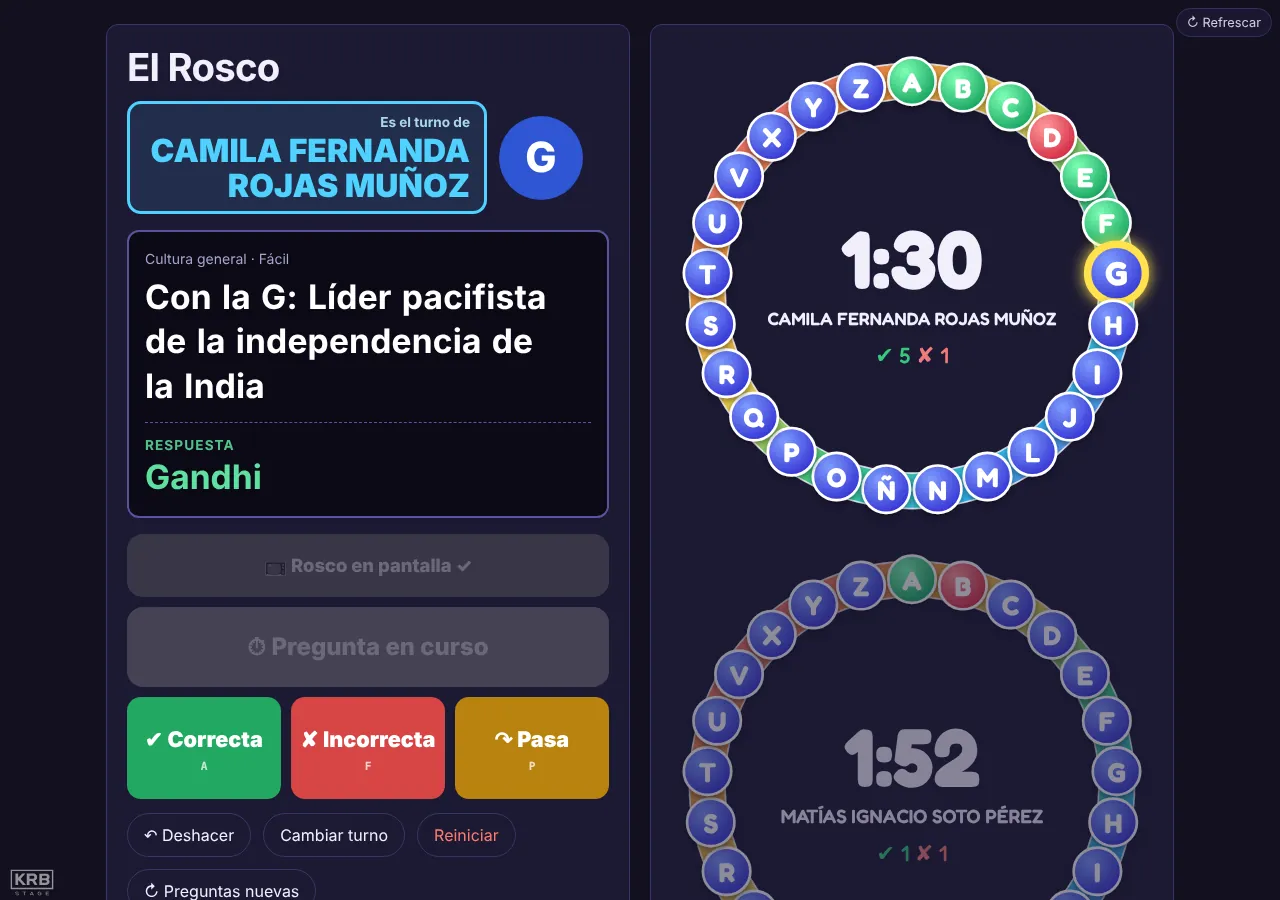 ↻ Refrescar
El Rosco
Es el turno de
CAMILA FERNANDA
ROJAS MUÑOZ
G
Cultura general · Fácil
Con la G: Líder pacifista
de la independencia de
la India
RESPUESTA
Gandhi
Rosco en pantalla ✔
⏱ Pregunta en curso
✔ Correcta
A
✘ Incorrecta
F
↷ Pasa
P
↶ Deshacer
Cambiar turno
Reiniciar
↻ Preguntas nuevas
KRB
STAGE
A
B
C
D
E
F
G
H
I
J
L
M
N
Ñ
O
P
Q
R
S
T
U
V
X
Y
Z
1:30
CAMILA FERNANDA ROJAS MUÑOZ
✔ 5 ✘ 1
A
B
C
D
E
F
G
H
I
R
S
T
U
V
X
Y
Z
1:52
MATÍAS IGNACIO SOTO PÉREZ
✔ 1 ✘ 1